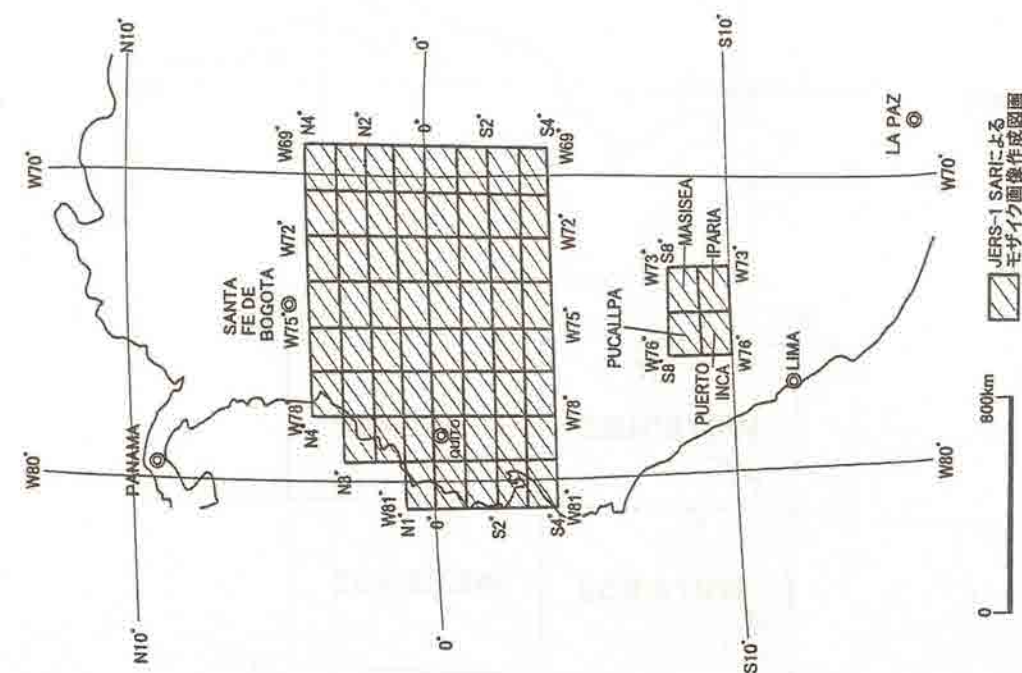 W80°
W70°
N10°
N10°
PANAMA
SANTA
FE DE
BOGOTA
W78°
N4°
W75°
W72°
W69°
N4°
N3°
N2°
W81°
N1°
0°
0°
0°
0°
QUITO
S2°
S2°
S4°
W81°
W78°
W75°
W72°
S4°
W69°
PUCALLPA
W76°
S8°
W73°
S8°
MASISEA
PUERTO
INCA
IPARIA
W76°
W73°
S10°
S10°
LIMA
LA PAZ
W80°
W70°
0 800km
JERS-1 SARによる
モザイク画像作成図画